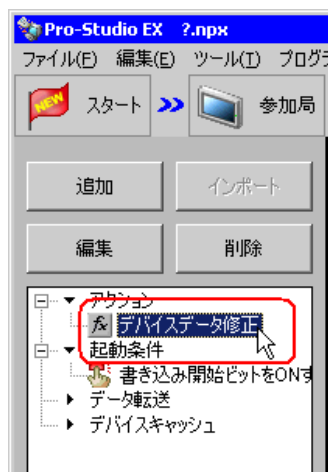 Pro-Studio EX ?.npx
ファイル(F) 編集(E) ツール(T) プログラ
NEW スタート >> 参加局
追加 インポート
編集 削除
アクション
fx デバイスデータ修正
起動条件
書き込み開始ビットをONす
データ転送
デバイスキャッシュ